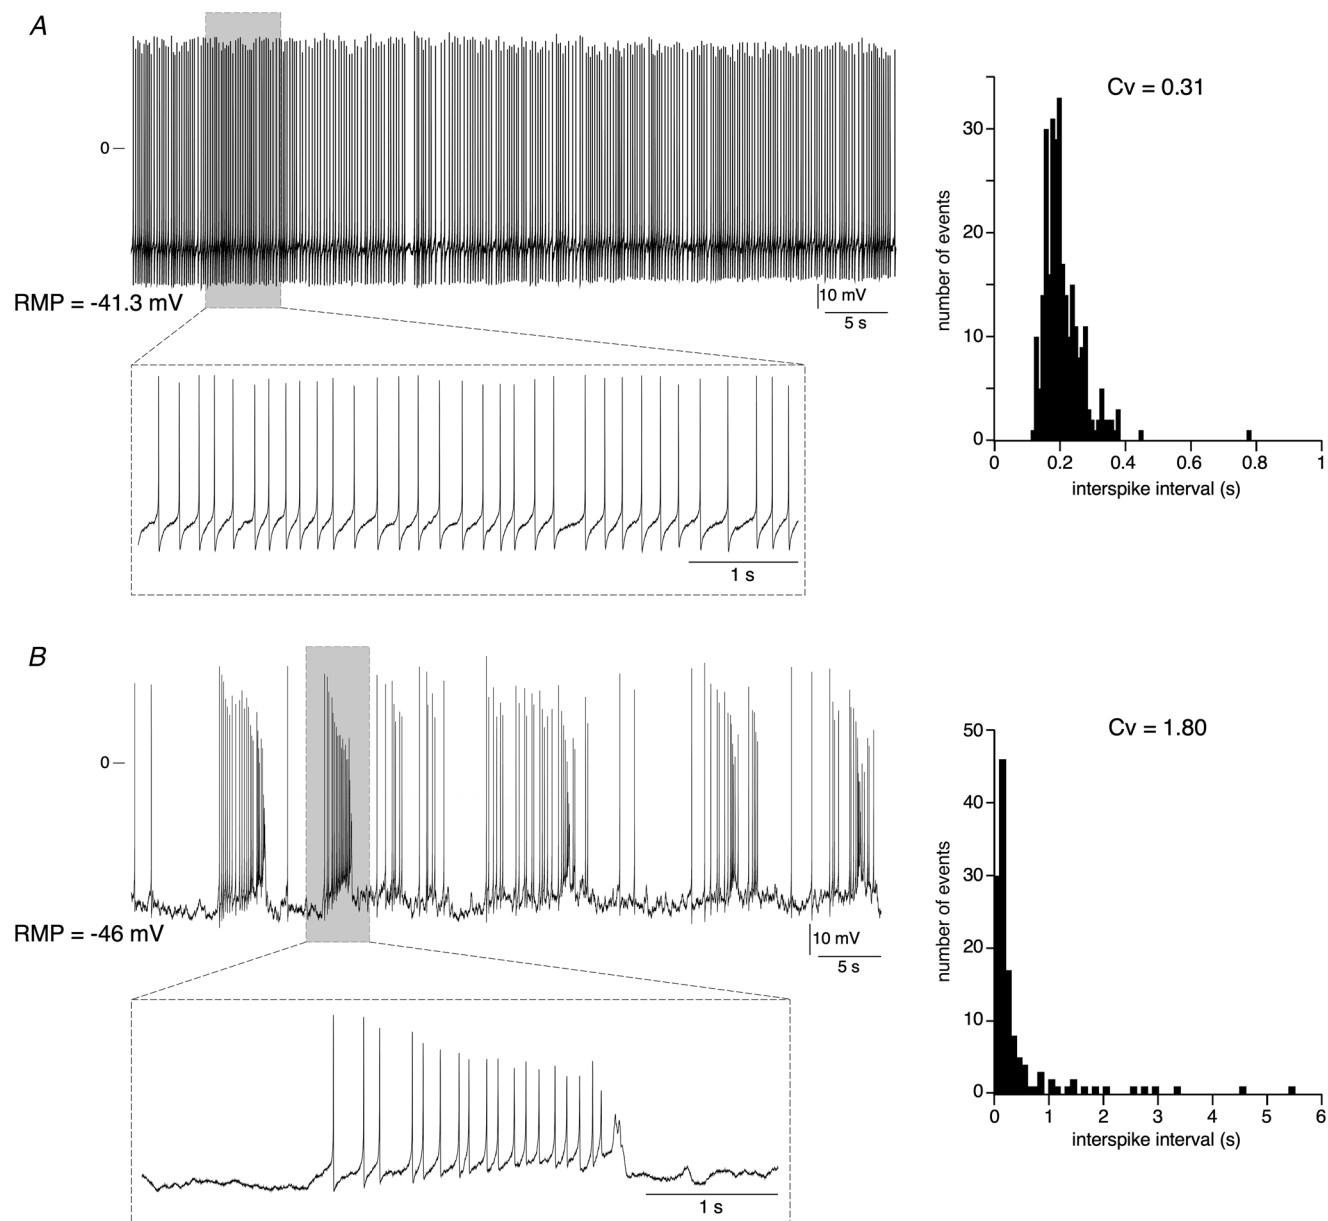 A
Cv = 0.31
0
RMP = -41.3 mV
10 mV
5 s
1 s
number of events
30
20
10
0
0 0.2 0.4 0.6 0.8 1
interspike interval (s)
B
Cv = 1.80
0
RMP = -46 mV
10 mV
5 s
1 s
number of events
50
40
30
20
10
0
0 1 2 3 4 5 6
interspike interval (s)